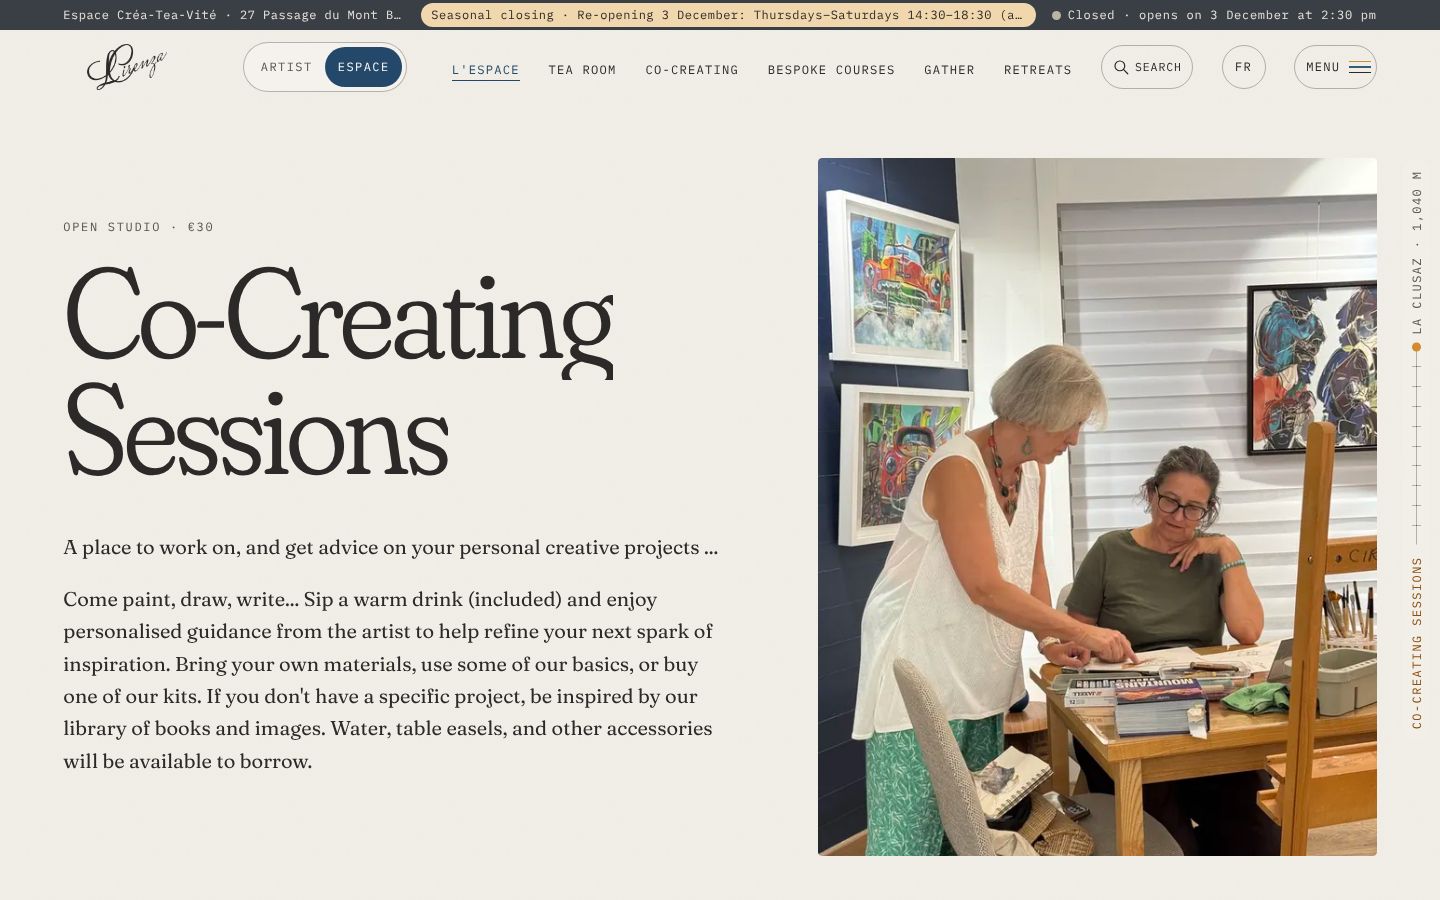 Espace Créa-Tea-Vité · 27 Passage du Mont B…
Seasonal closing · Re-opening 3 December: Thursdays–Saturdays 14:30–18:30 (a…
Closed · opens on 3 December at 2:30 pm
Lirenza
ARTIST
ESPACE
L'ESPACE
TEA ROOM
CO-CREATING
BESPOKE COURSES
GATHER
RETREATS
SEARCH
FR
MENU
OPEN STUDIO · €30
Co-Creating
Sessions
A place to work on, and get advice on your personal creative projects ...
Come paint, draw, write... Sip a warm drink (included) and enjoy
personalised guidance from the artist to help refine your next spark of
inspiration. Bring your own materials, use some of our basics, or buy
one of our kits. If you don't have a specific project, be inspired by our
library of books and images. Water, table easels, and other accessories
will be available to borrow.
MOUNTAINS
LA CLUSAZ · 1,040 M
CO-CREATING SESSIONS